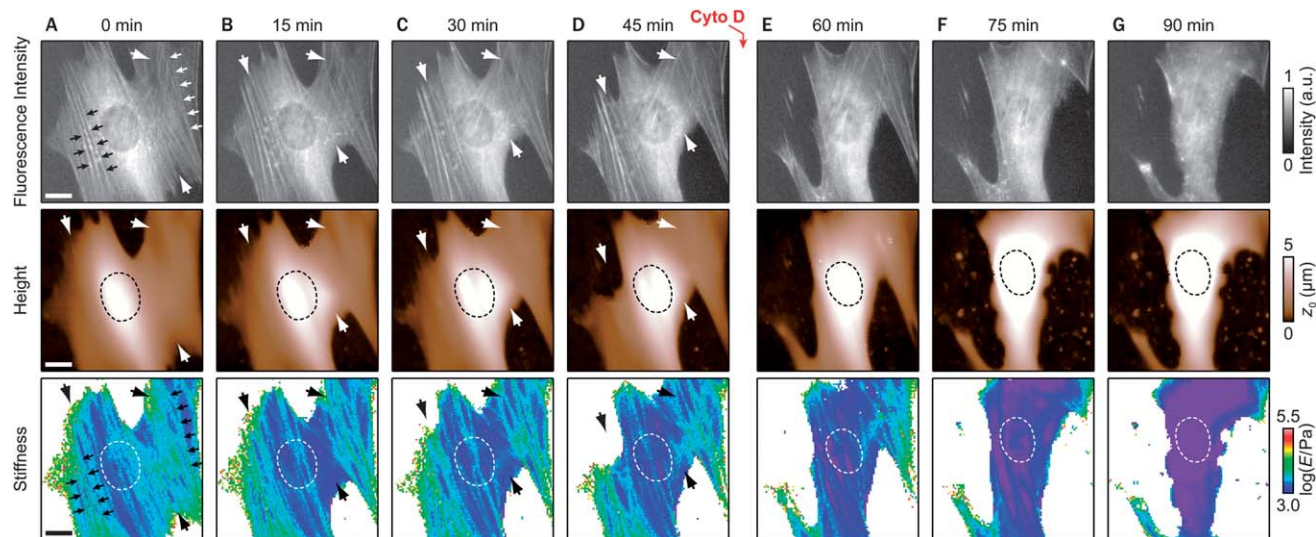 Cyto D
A 0 min B 15 min C 30 min D 45 min E 60 min F 75 min G 90 min
Fluorescence Intensity
1
Intensity (a.u.)
0
Height
5
z₀ (μm)
0
Stiffness
5.5
log(E/Pa)
3.0